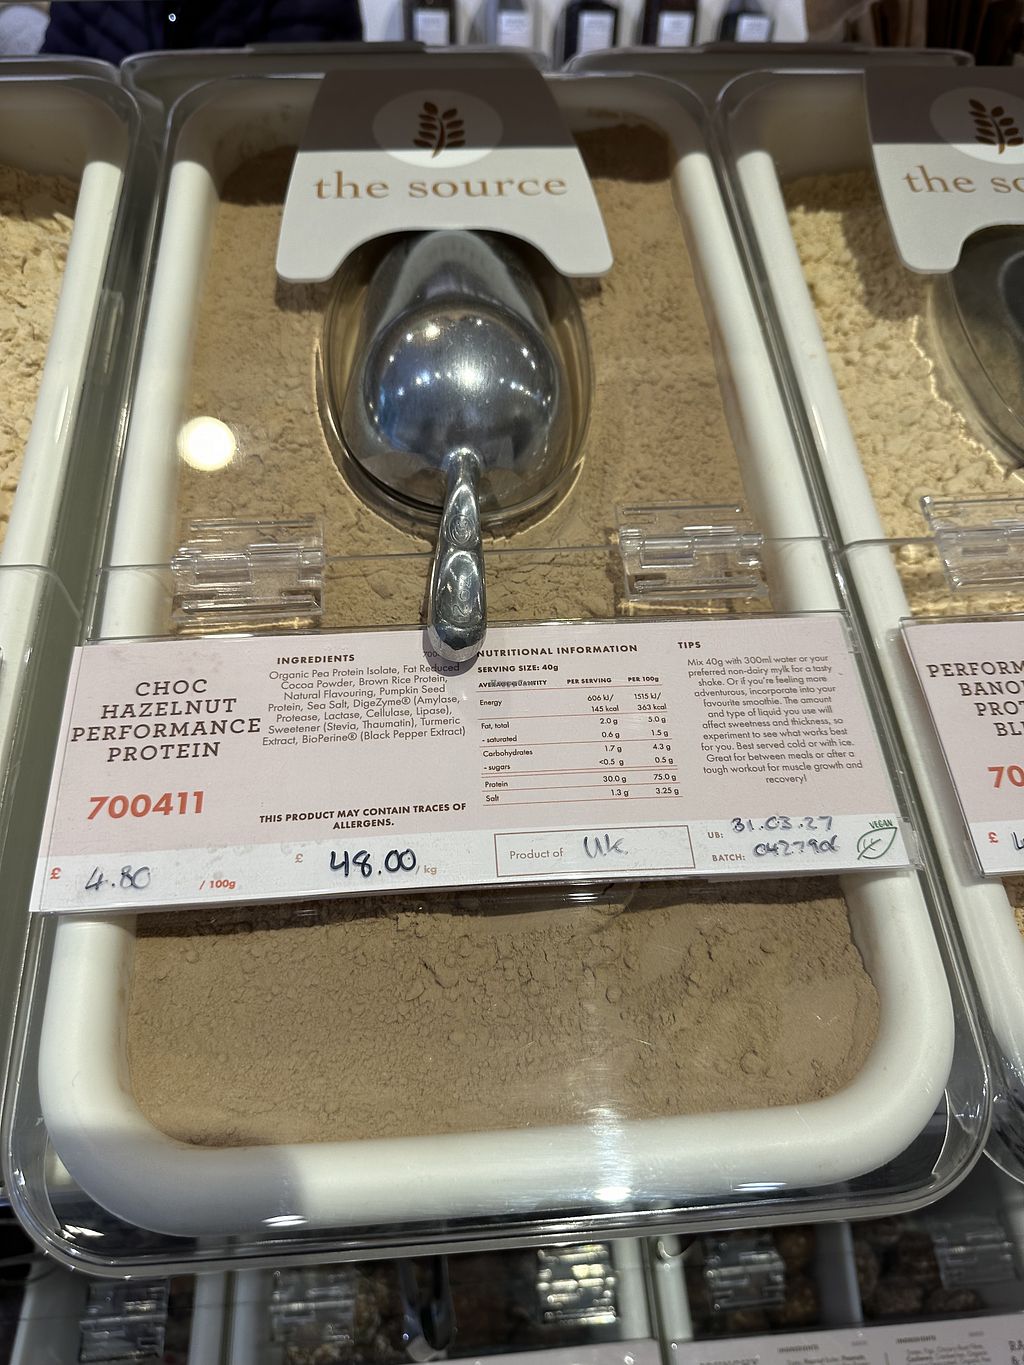 the source
the
CHOC
HAZELNUT
PERFORMANCE
PROTEIN
700411
INGREDIENTS
Organic Pea Protein Isolate, Fat Reduced
Cocoa Powder, Brown Rice Protein,
Natural Flavouring, Pumpkin Seed
Protein, Sea Salt, DigeZyme® (Amylase,
Protease, Lactase, Cellulase, Lipase),
Sweetener (Stevia, Thaumatin), Turmeric
Extract, BioPerine® (Black Pepper Extract)
THIS PRODUCT MAY CONTAIN TRACES OF
ALLERGENS.
NUTRITIONAL INFORMATION
SERVING SIZE: 40g
AVERAGE QUANTITY PER SERVING PER 100g
Energy 606 kJ/ 1515 kJ/
145 kcal 363 kcal
Fat, total 2.0 g 5.0 g
- saturated 0.6 g 1.5 g
Carbohydrates 1.7 g 4.3 g
- sugars <0.5 g 0.5 g
Protein 30.0 g 75.0 g
Salt 1.3 g 3.25 g
TIPS
Mix 40g with 300ml water or your
preferred non-dairy mylk for a tasty
shake. Or if you're feeling more
adventurous, incorporate into your
favourite smoothie. The amount
and type of liquid you use will
affect sweetness and thickness, so
experiment to see what works best
for you. Best served cold or with ice.
Great for between meals or after a
tough workout for muscle growth and
recovery!
£ 4.80 / 100g
£ 48.00 / kg
Product of UK
UB: 31.03.27
BATCH: 0427906
VEGAN
PERFORM
BANO
PRO
BL
70
£
INGREDIENTS